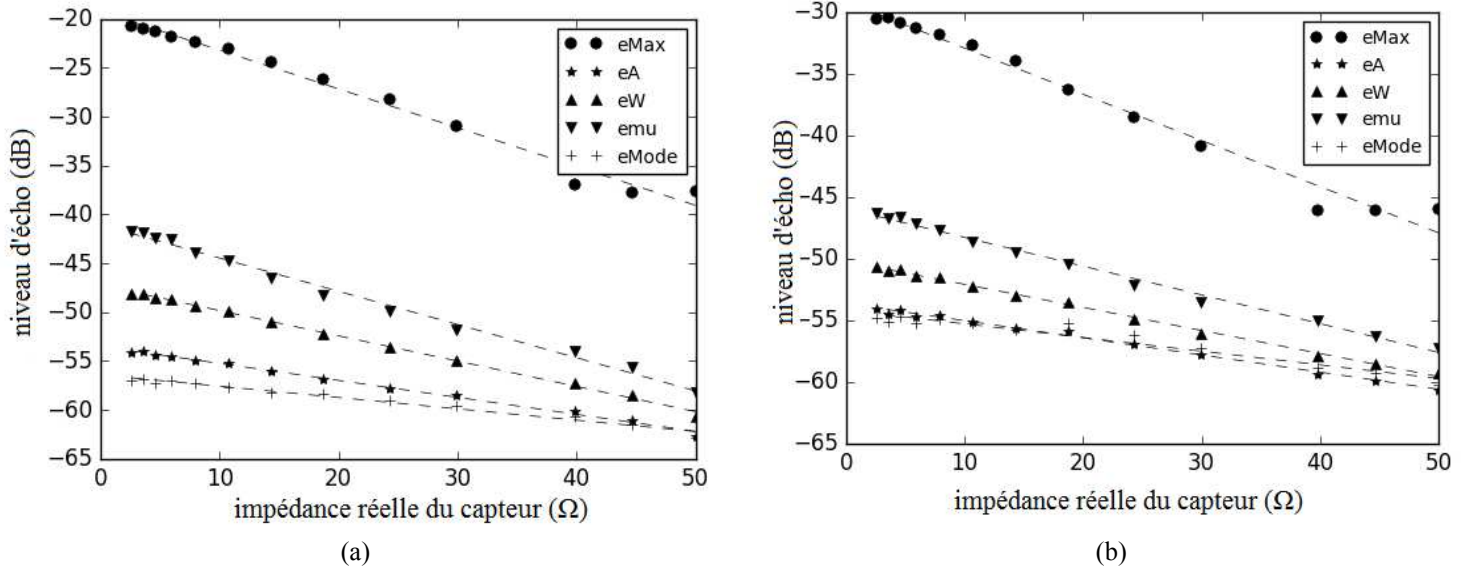 −20
−25
−30
−35
−40
−45
−50
−55
−60
−65
niveau d'écho (dB)
eMax
eA
eW
emu
eMode
0 10 20 30 40 50
impédance réelle du capteur (Ω)
(a)
−30
−35
−40
−45
−50
−55
−60
−65
niveau d'écho (dB)
eMax
eA
eW
emu
eMode
0 10 20 30 40 50
impédance réelle du capteur (Ω)
(b)